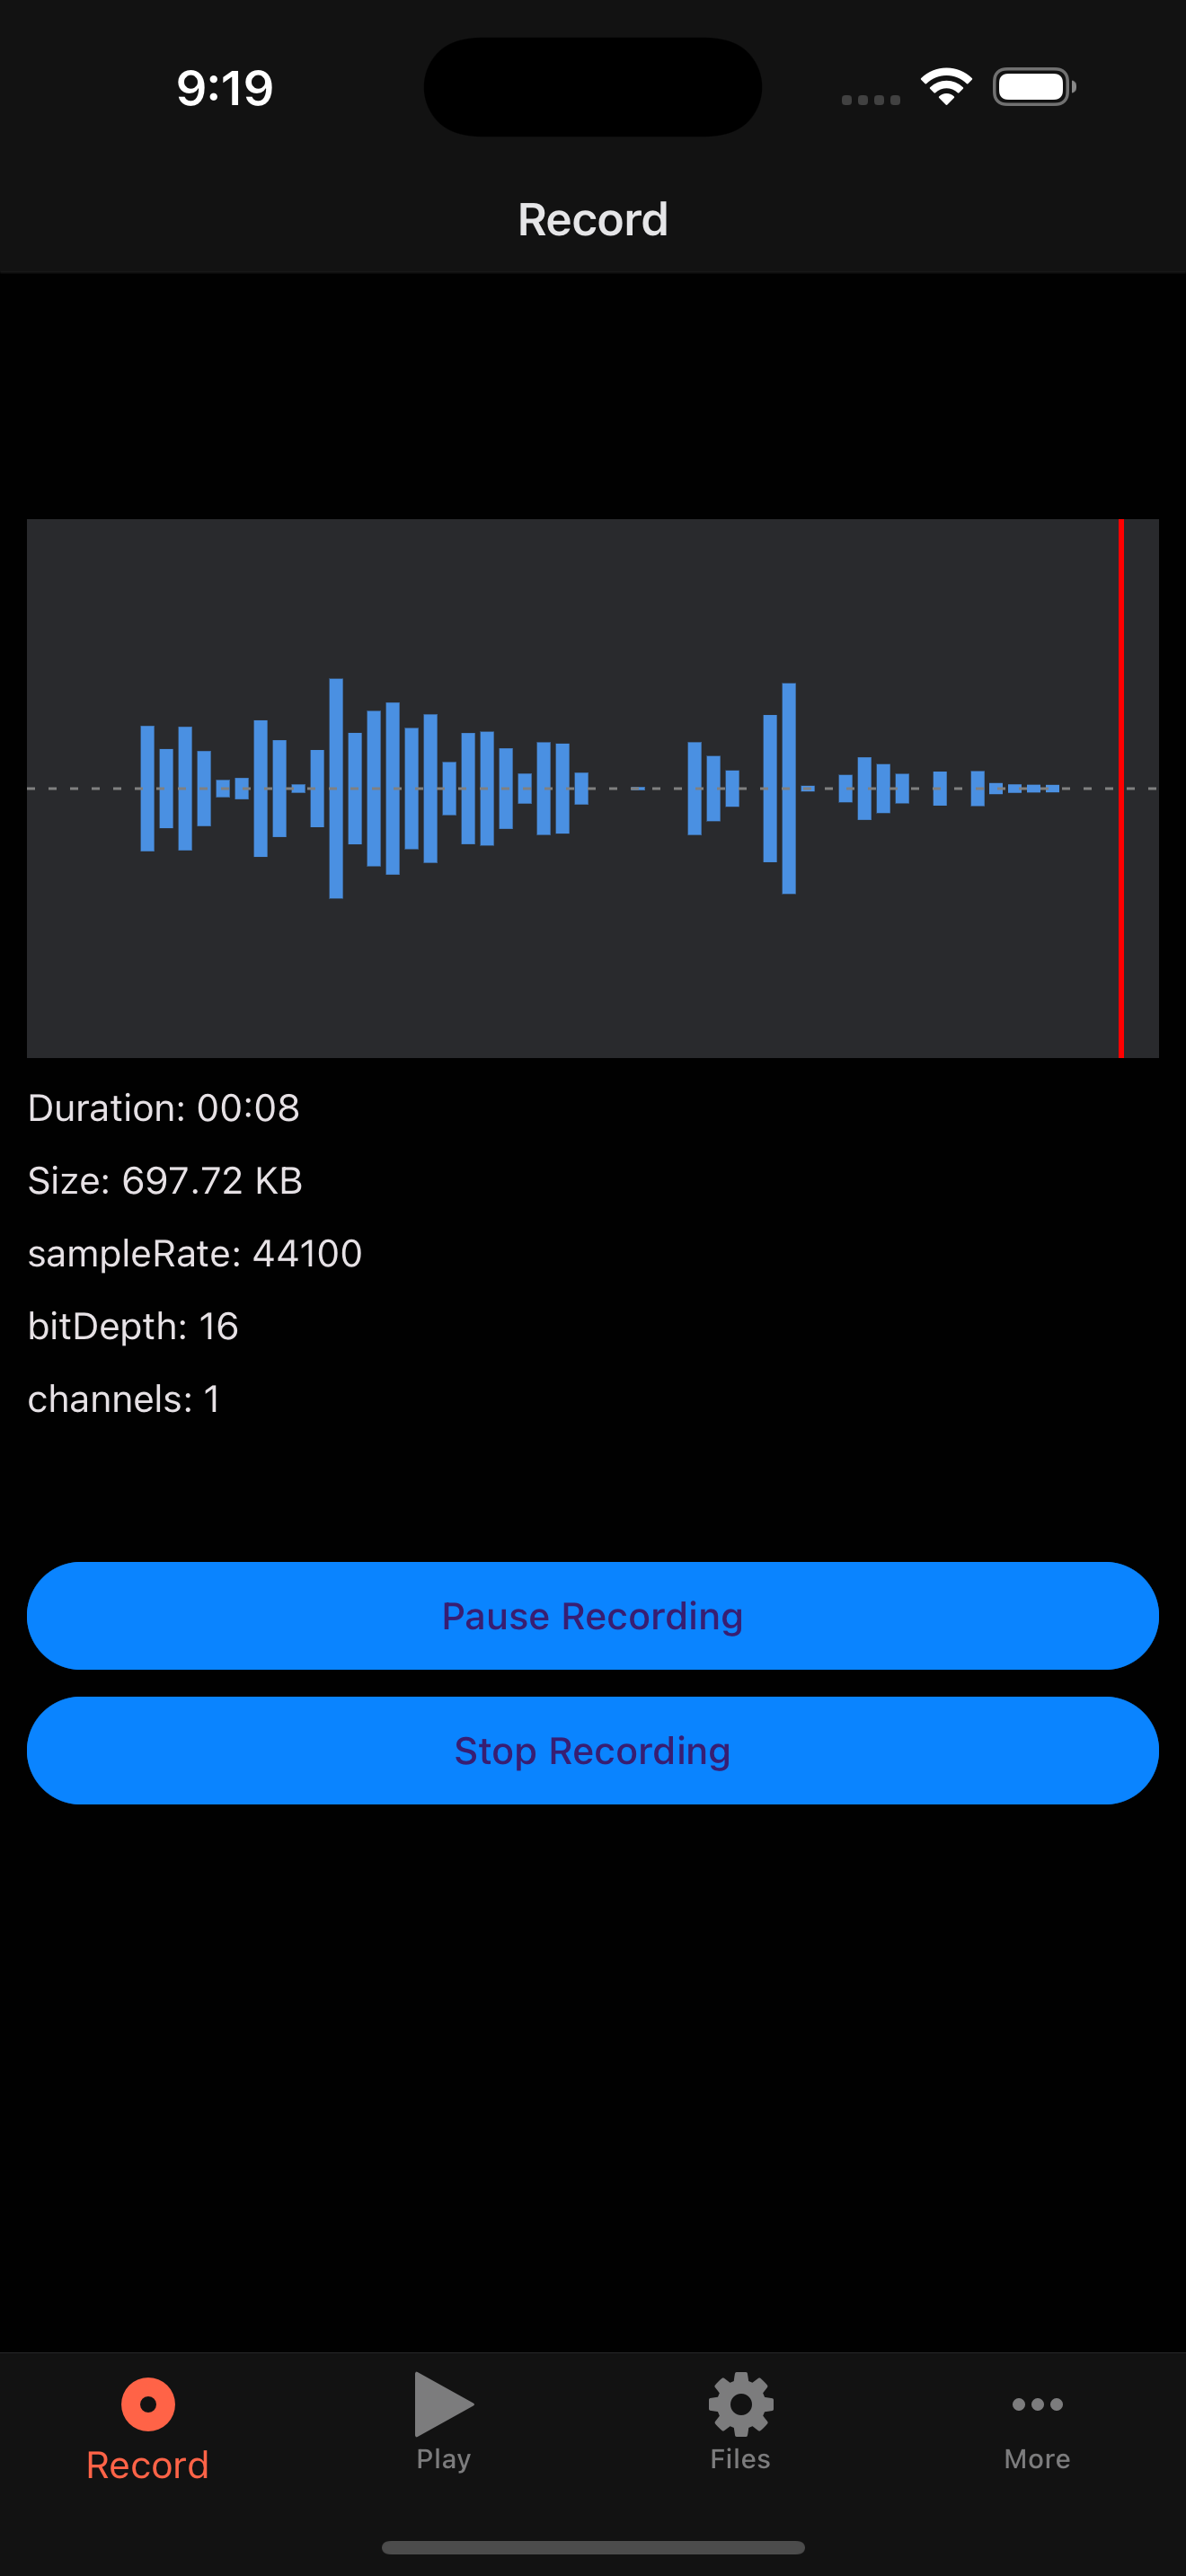 9:19
Record
Duration: 00:08
Size: 697.72 KB
sampleRate: 44100
bitDepth: 16
channels: 1
Pause Recording
Stop Recording
Record
Play
Files
More